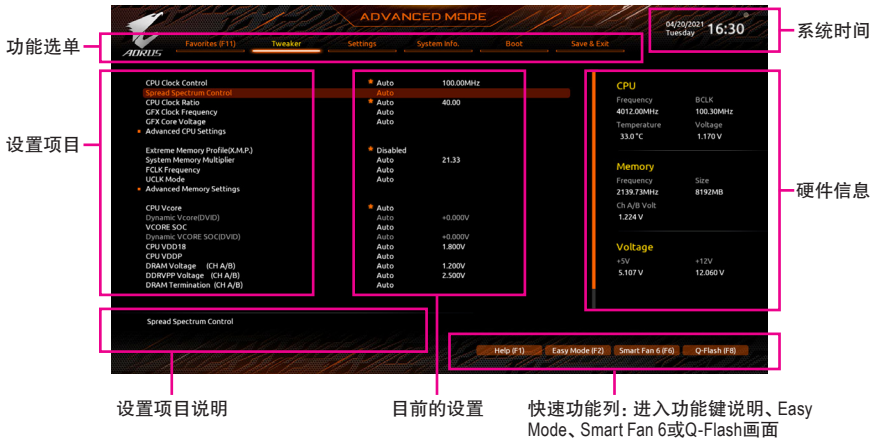 ADVANCED MODE
04/20/2021
Tuesday
16:30
系统时间
功能选单
AORUS
Favorites (F11)
Tweaker
Settings
System Info.
Boot
Save & Exit
设置项目
CPU Clock Control Auto 100.00MHz
Spread Spectrum Control Auto
CPU Clock Ratio Auto 40.00
GFX Clock Frequency Auto
GFX Core Voltage Auto
Advanced CPU Settings
Extreme Memory Profile(X.M.P.) Disabled
System Memory Multiplier Auto 21.33
FCLK Frequency Auto
UCLK Mode Auto
Advanced Memory Settings
CPU Vcore Auto
Dynamic Vcore(DVID) Auto +0.000V
VCORE SOC Auto
Dynamic VCORE SOC(DVID) Auto +0.000V
CPU VDD18 Auto 1.800V
CPU VDDP Auto
DRAM Voltage (CH A/B) Auto 1.200V
DDRVPP Voltage (CH A/B) Auto 2.500V
DRAM Termination (CH A/B) Auto
CPU
Frequency BCLK
4012.00MHz 100.30MHz
Temperature Voltage
33.0 °C 1.170 V
Memory
Frequency Size
2139.73MHz 8192MB
Ch A/B Volt
1.224 V
Voltage
+5V +12V
5.107 V 12.060 V
硬件信息
Spread Spectrum Control
Help (F1)
Easy Mode (F2)
Smart Fan 6 (F6)
Q-Flash (F8)
设置项目说明
目前的设置
快速功能列: 进入功能键说明、Easy
Mode、Smart Fan 6或Q-Flash画面